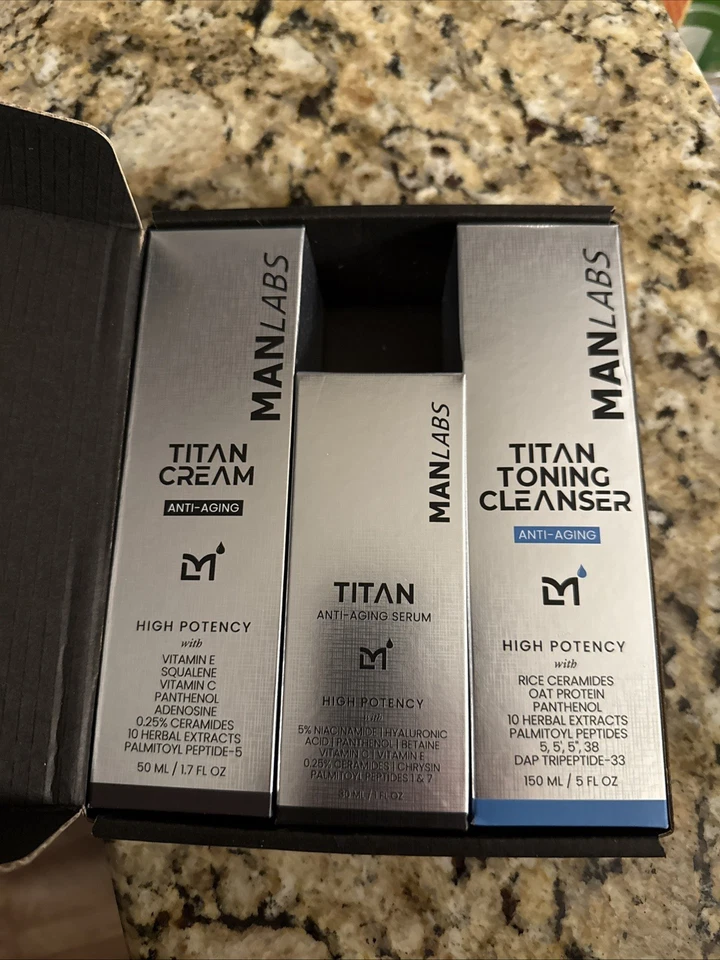 MANLABS
TITAN
CREAM
ANTI-AGING
HIGH POTENCY
with
VITAMIN E
SQUALENE
VITAMIN C
PANTHENOL
ADENOSINE
0.25% CERAMIDES
10 HERBAL EXTRACTS
PALMITOYL PEPTIDE-5
50 ML / 1.7 FL OZ
MANLABS
TITAN
ANTI-AGING SERUM
HIGH POTENCY
with
5% NIACINAMIDE | HYALURONIC
ACID | PANTHENOL | BETAINE
VITAMIN C | VITAMIN E
0.25% CERAMIDES | CHRYSIN
PALMITOYL PEPTIDES 1 & 7
ML / 1 FL OZ
MANLABS
TITAN
TONING
CLEANSER
ANTI-AGING
HIGH POTENCY
with
RICE CERAMIDES
OAT PROTEIN
PANTHENOL
10 HERBAL EXTRACTS
PALMITOYL PEPTIDES
5, 5', 5", 38
DAP TRIPEPTIDE-33
150 ML / 5 FL OZ